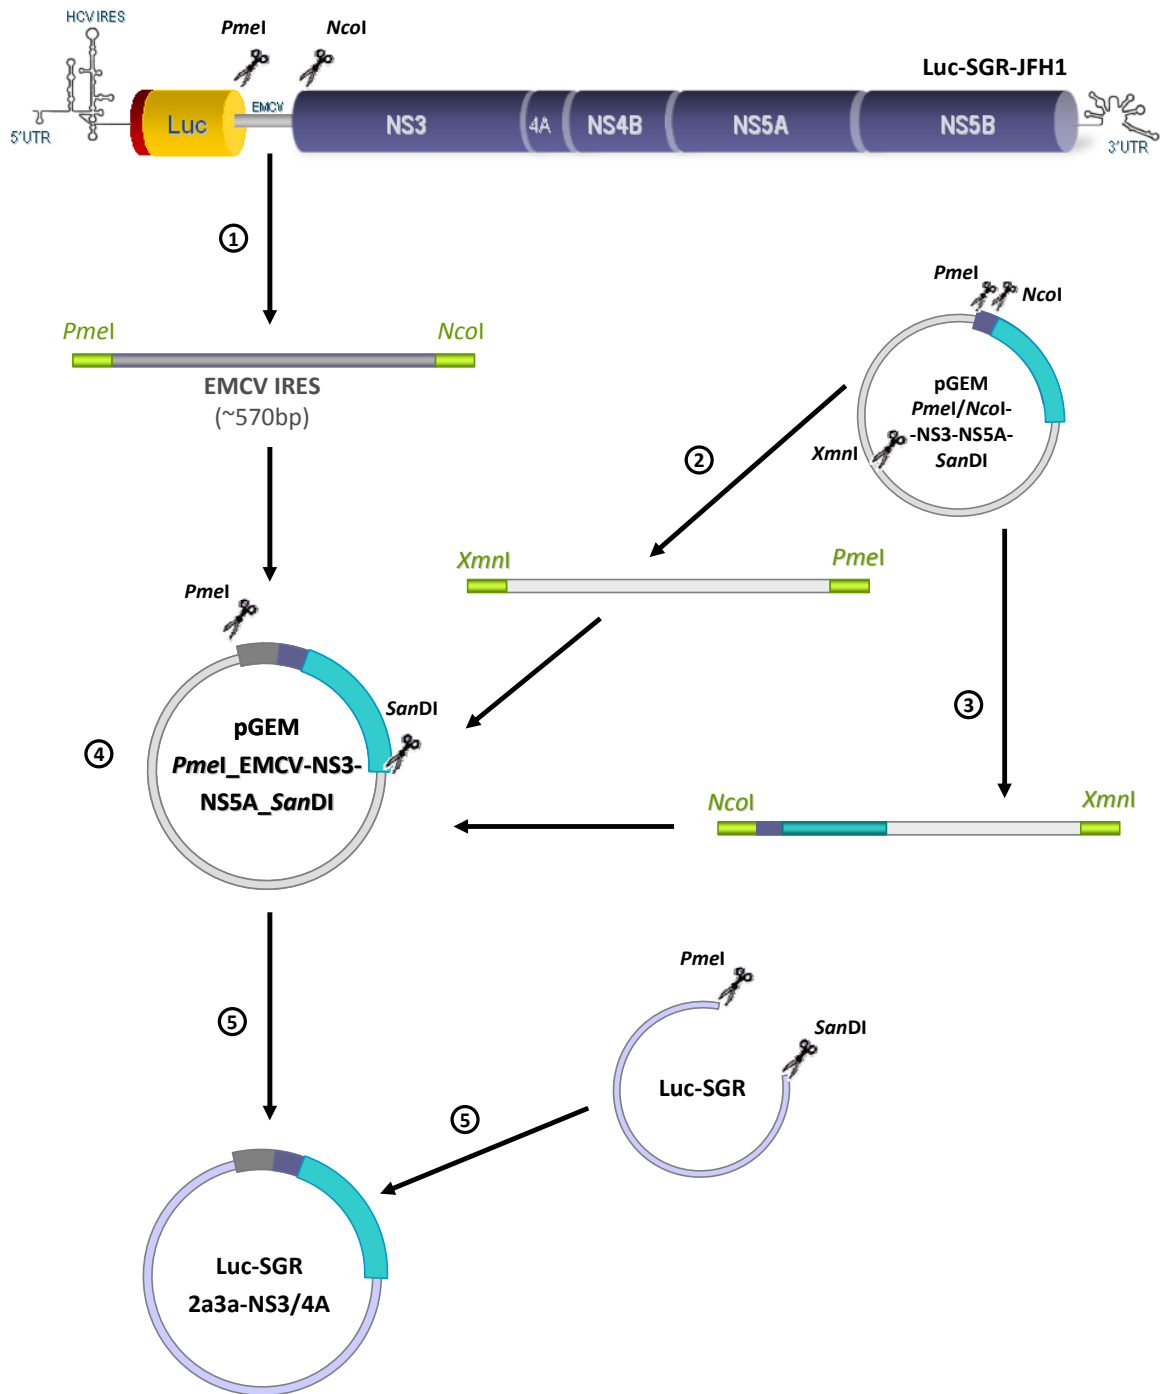 HCV IRES
PmeI
NcoI
Luc-SGR-JFH1
5'UTR
Luc
EMCV
NS3
4A
NS4B
NS5A
NS5B
3'UTR
1
PmeI
NcoI
EMCV IRES
(~570bp)
PmeI
NcoI
pGEM
PmeI/NcoI-
-NS3-NS5A-
SanDI
XmnI
2
XmnI
PmeI
PmeI
SanDI
pGEM
PmeI_EMCV-NS3-
NS5A_SanDI
4
3
NcoI
XmnI
5
PmeI
SanDI
Luc-SGR
5
Luc-SGR
2a3a-NS3/4A